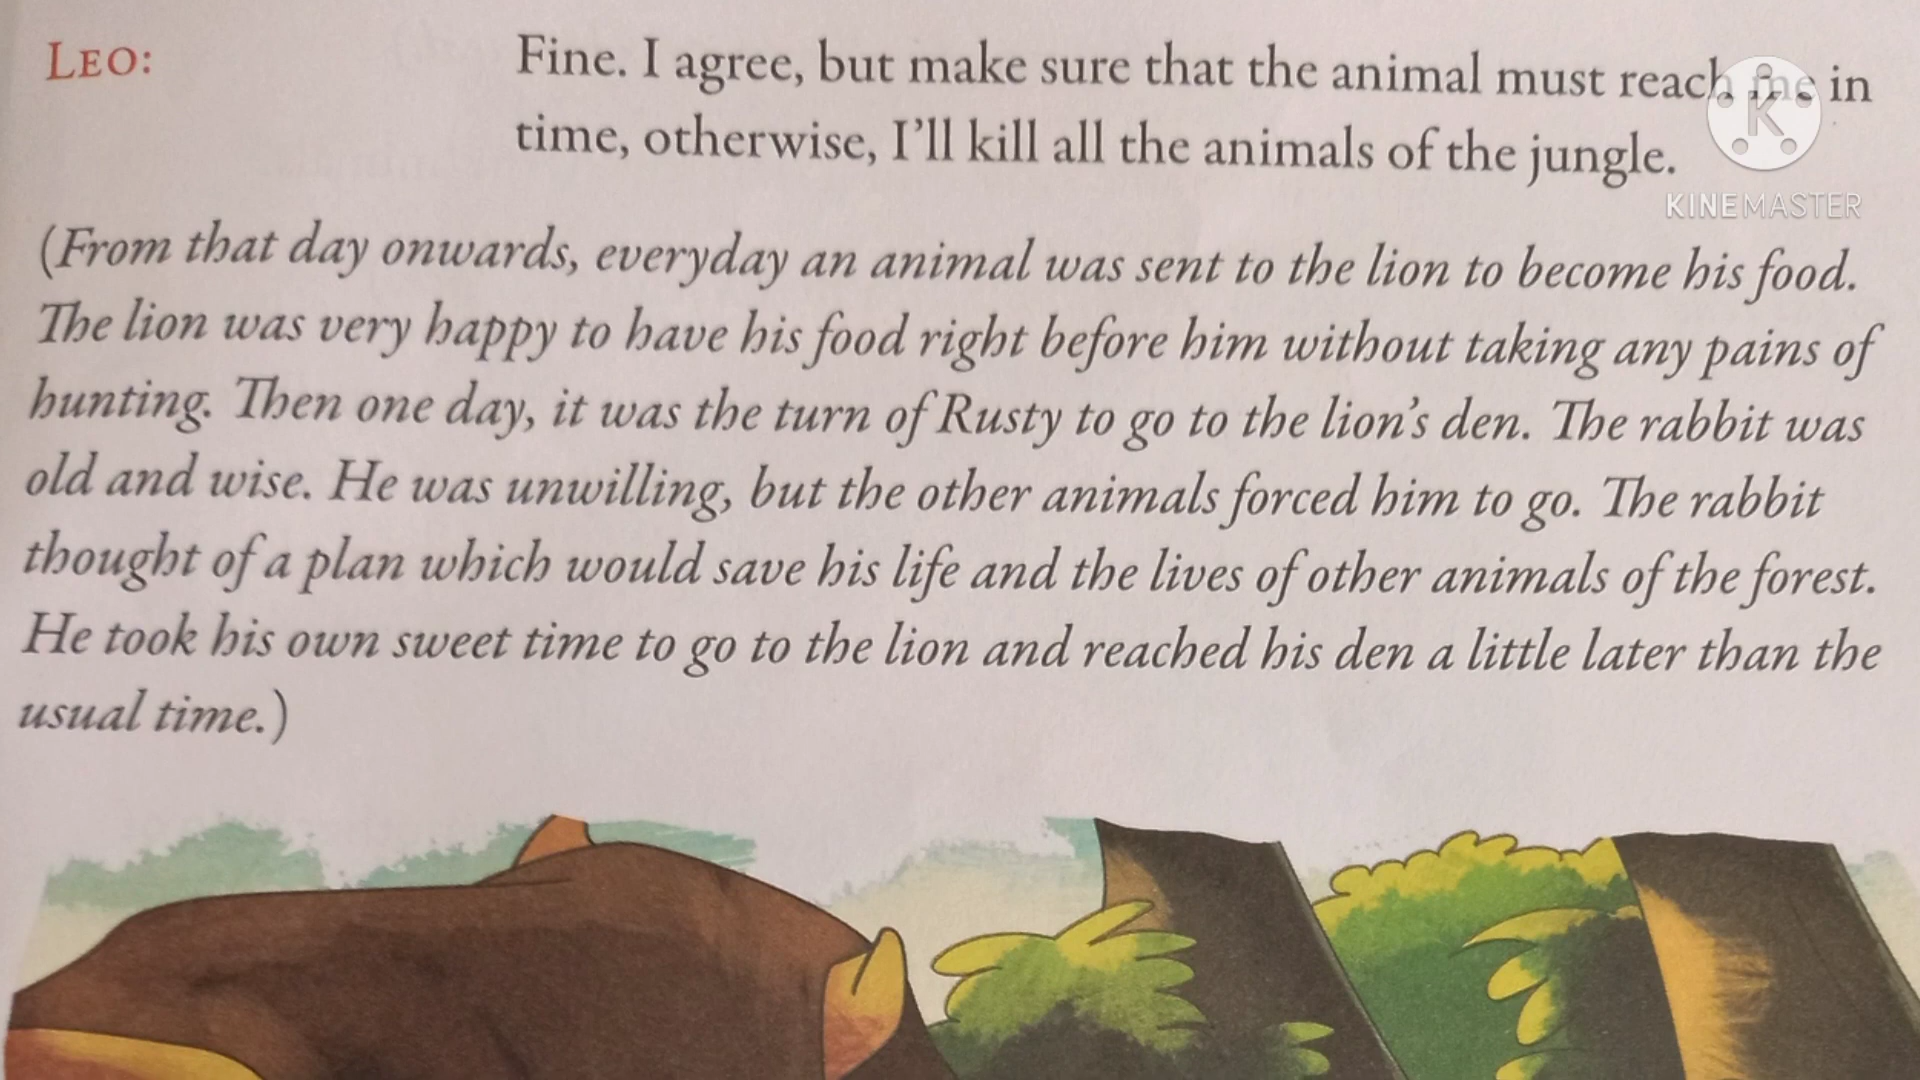 LEO: Fine. I agree, but make sure that the animal must reach me in
time, otherwise, I'll kill all the animals of the jungle.
K
KINEMASTER
(From that day onwards, everyday an animal was sent to the lion to become his food.
The lion was very happy to have his food right before him without taking any pains of
hunting. Then one day, it was the turn of Rusty to go to the lion's den. The rabbit was
old and wise. He was unwilling, but the other animals forced him to go. The rabbit
thought of a plan which would save his life and the lives of other animals of the forest.
He took his own sweet time to go to the lion and reached his den a little later than the
usual time.)